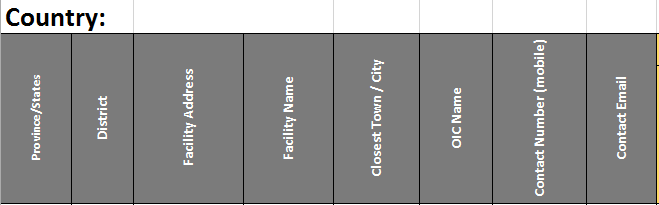 Country:
Province/States
District
Facility Address
Facility Name
Closest Town / City
OIC Name
Contact Number (mobile)
Contact Email